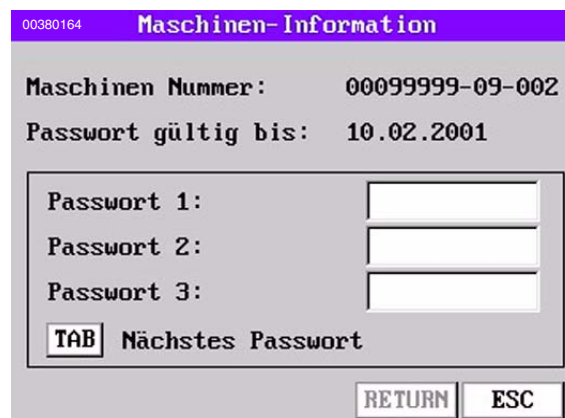 00380164 Maschinen-Information
Maschinen Nummer: 00099999-09-002
Passwort gültig bis: 10.02.2001
Passwort 1:
Passwort 2:
Passwort 3:
TAB Nächstes Passwort
RETURN ESC